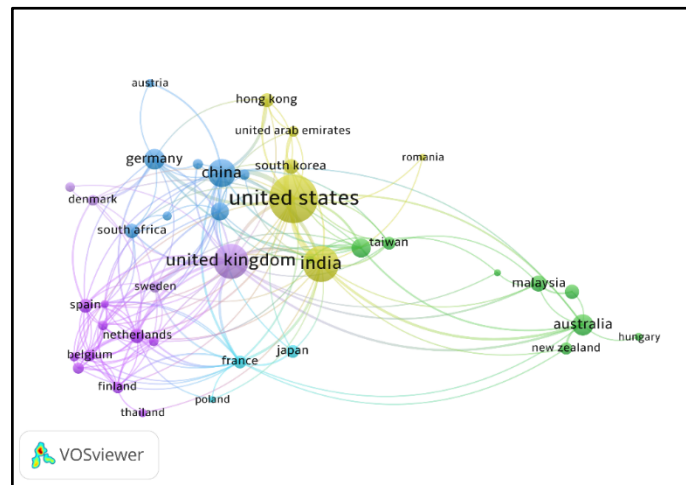 austria
hong kong
united arab emirates
germany
china
south korea
romania
united states
denmark
south africa
taiwan
united kingdom
india
sweden
malaysia
spain
australia
netherlands
hungary
new zealand
belgium
japan
france
finland
poland
thailand
VOSviewer